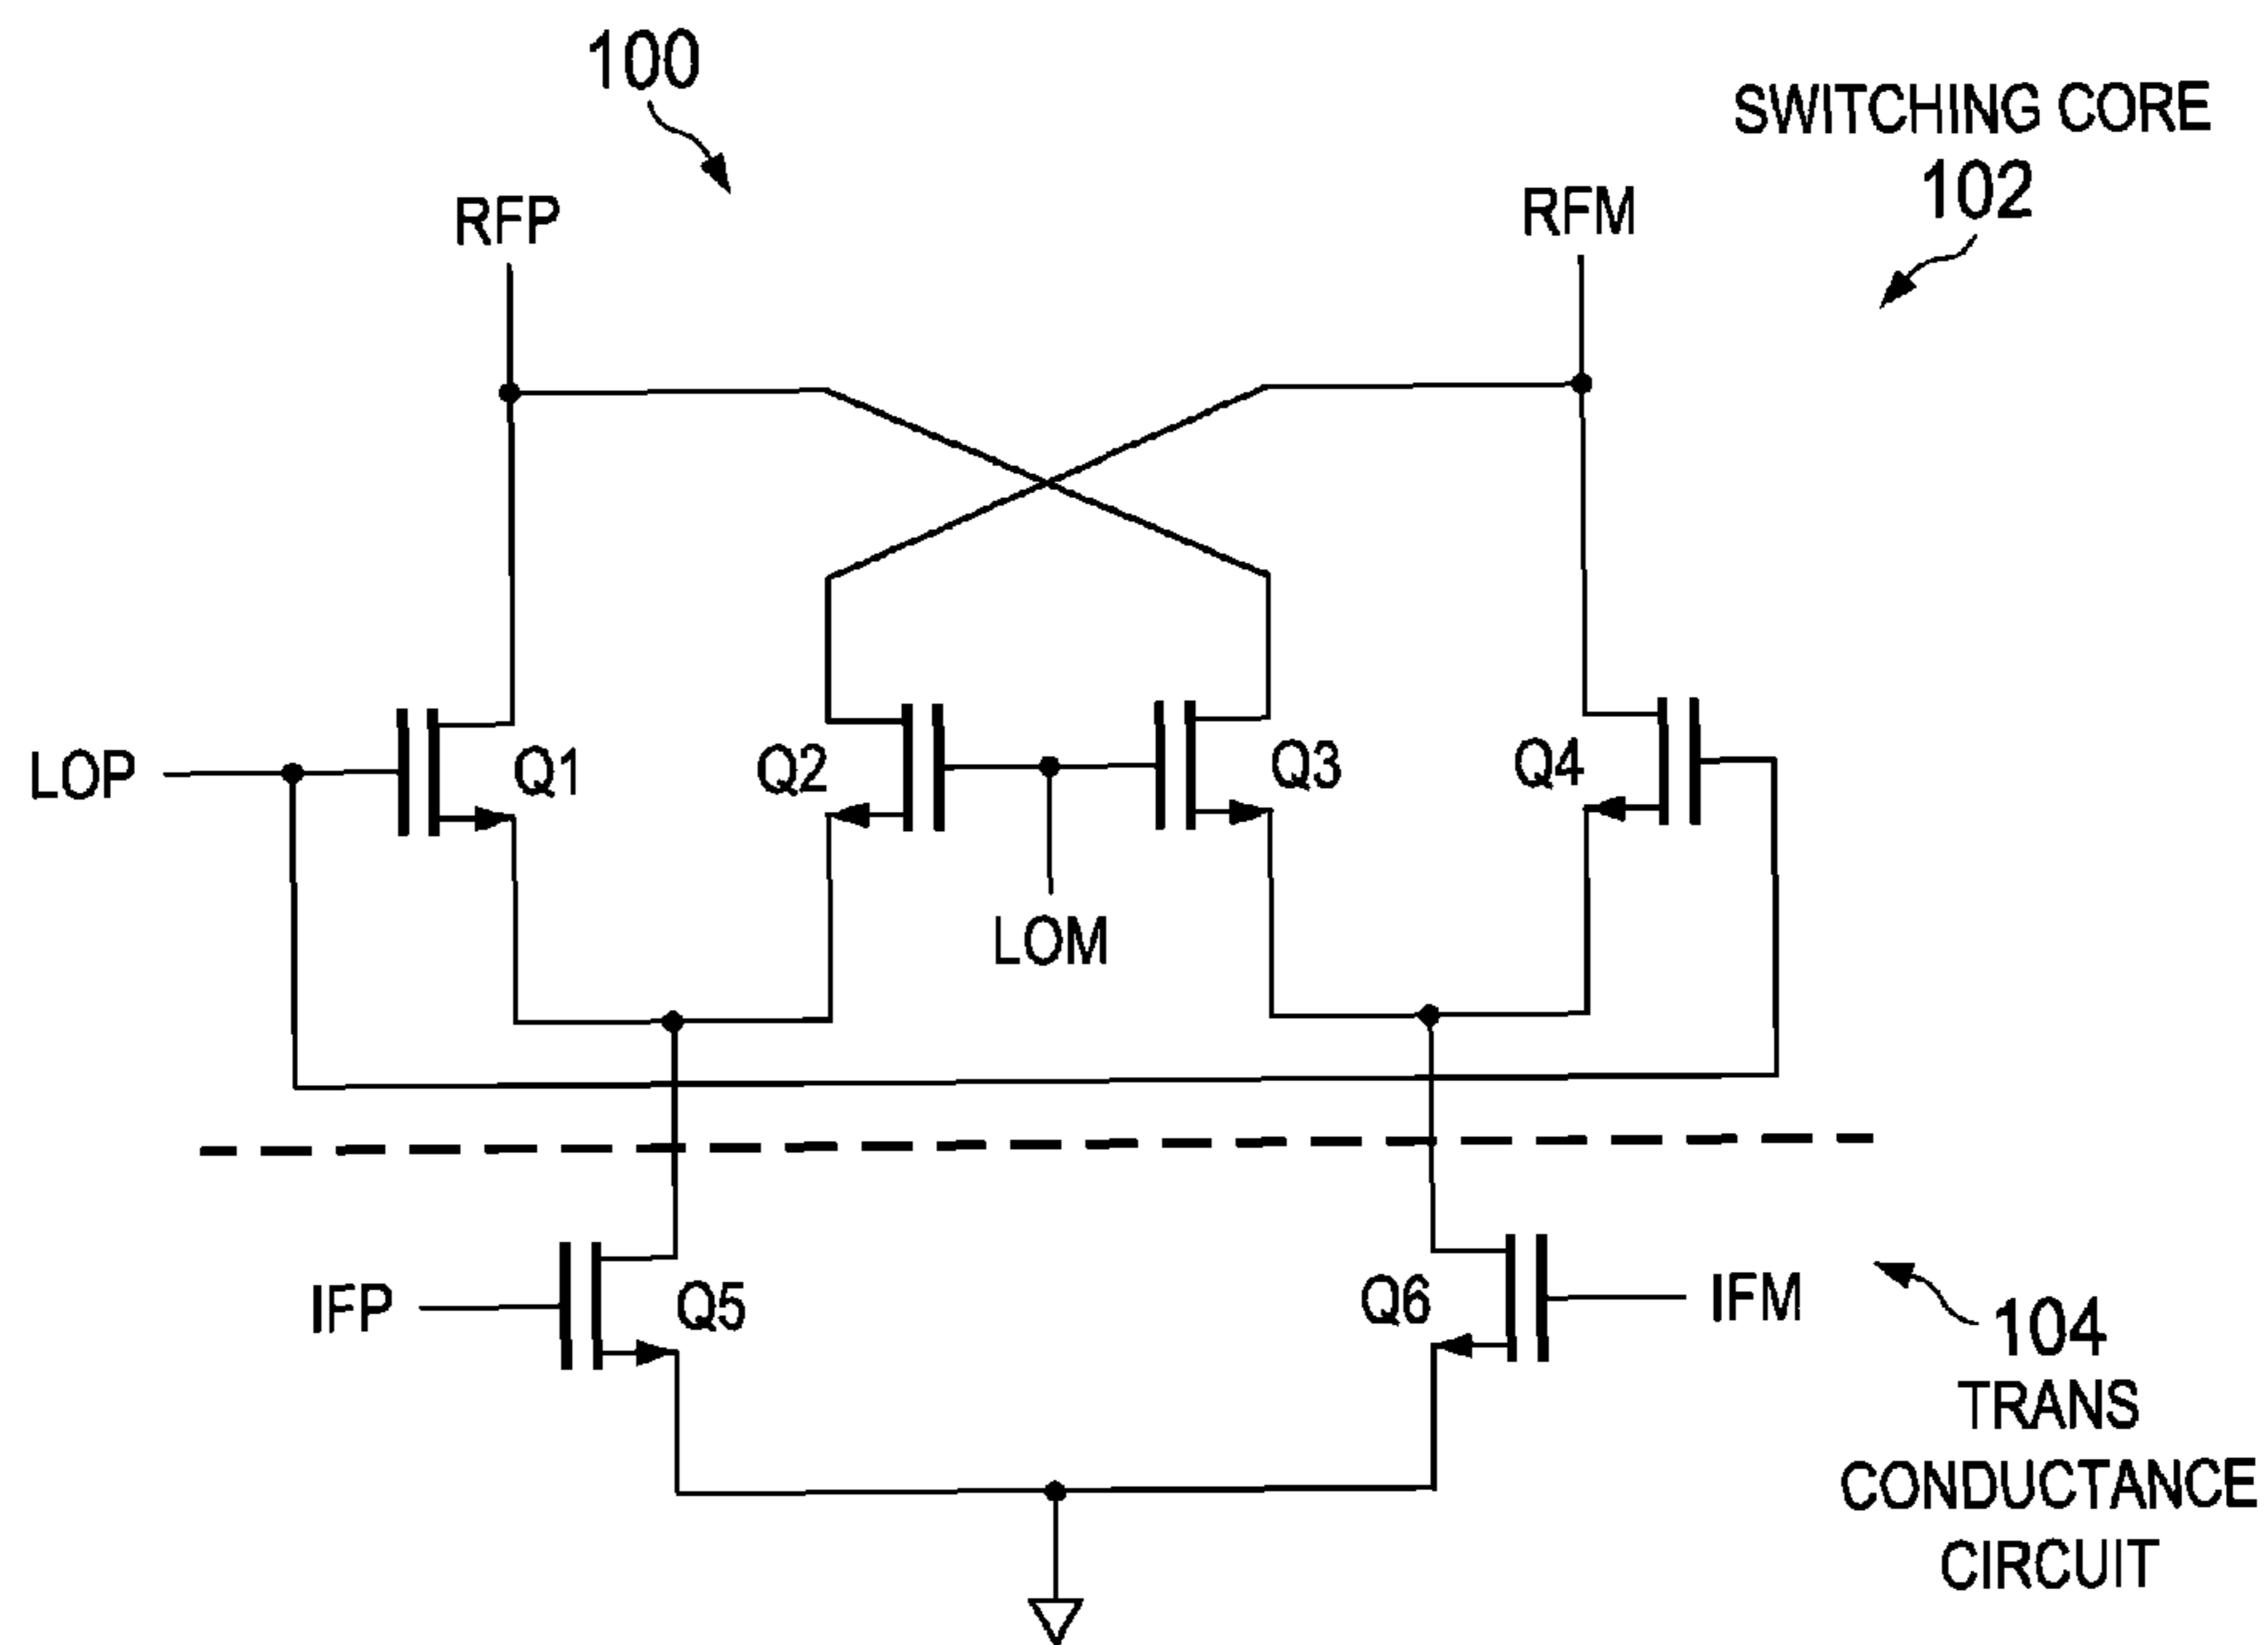 100
SWITCHING CORE
102
RFP
RFM
LOP
Q1
Q2
Q3
Q4
LOM
IFP
Q5
Q6
IFM
104
TRANS
CONDUCTANCE
CIRCUIT